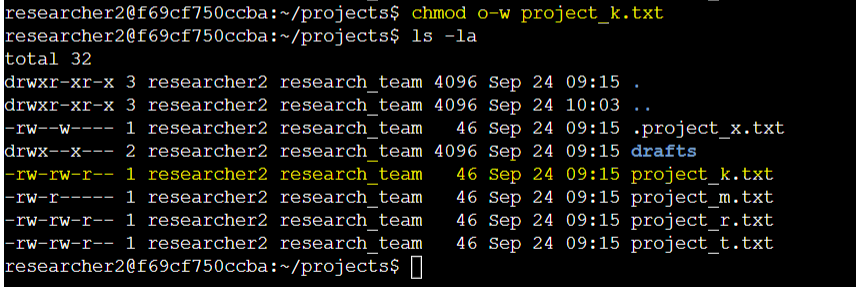 researcher2@f69cf750ccba:~/projects$ chmod o-w project_k.txt
researcher2@f69cf750ccba:~/projects$ ls -la
total 32
drwxr-xr-x 3 researcher2 research_team 4096 Sep 24 09:15 .
drwxr-xr-x 3 researcher2 research_team 4096 Sep 24 10:03 ..
-rw--w---- 1 researcher2 research_team   46 Sep 24 09:15 .project_x.txt
drwx--x--- 2 researcher2 research_team 4096 Sep 24 09:15 drafts
-rw-rw-r-- 1 researcher2 research_team   46 Sep 24 09:15 project_k.txt
-rw-r----- 1 researcher2 research_team   46 Sep 24 09:15 project_m.txt
-rw-rw-r-- 1 researcher2 research_team   46 Sep 24 09:15 project_r.txt
-rw-rw-r-- 1 researcher2 research_team   46 Sep 24 09:15 project_t.txt
researcher2@f69cf750ccba:~/projects$